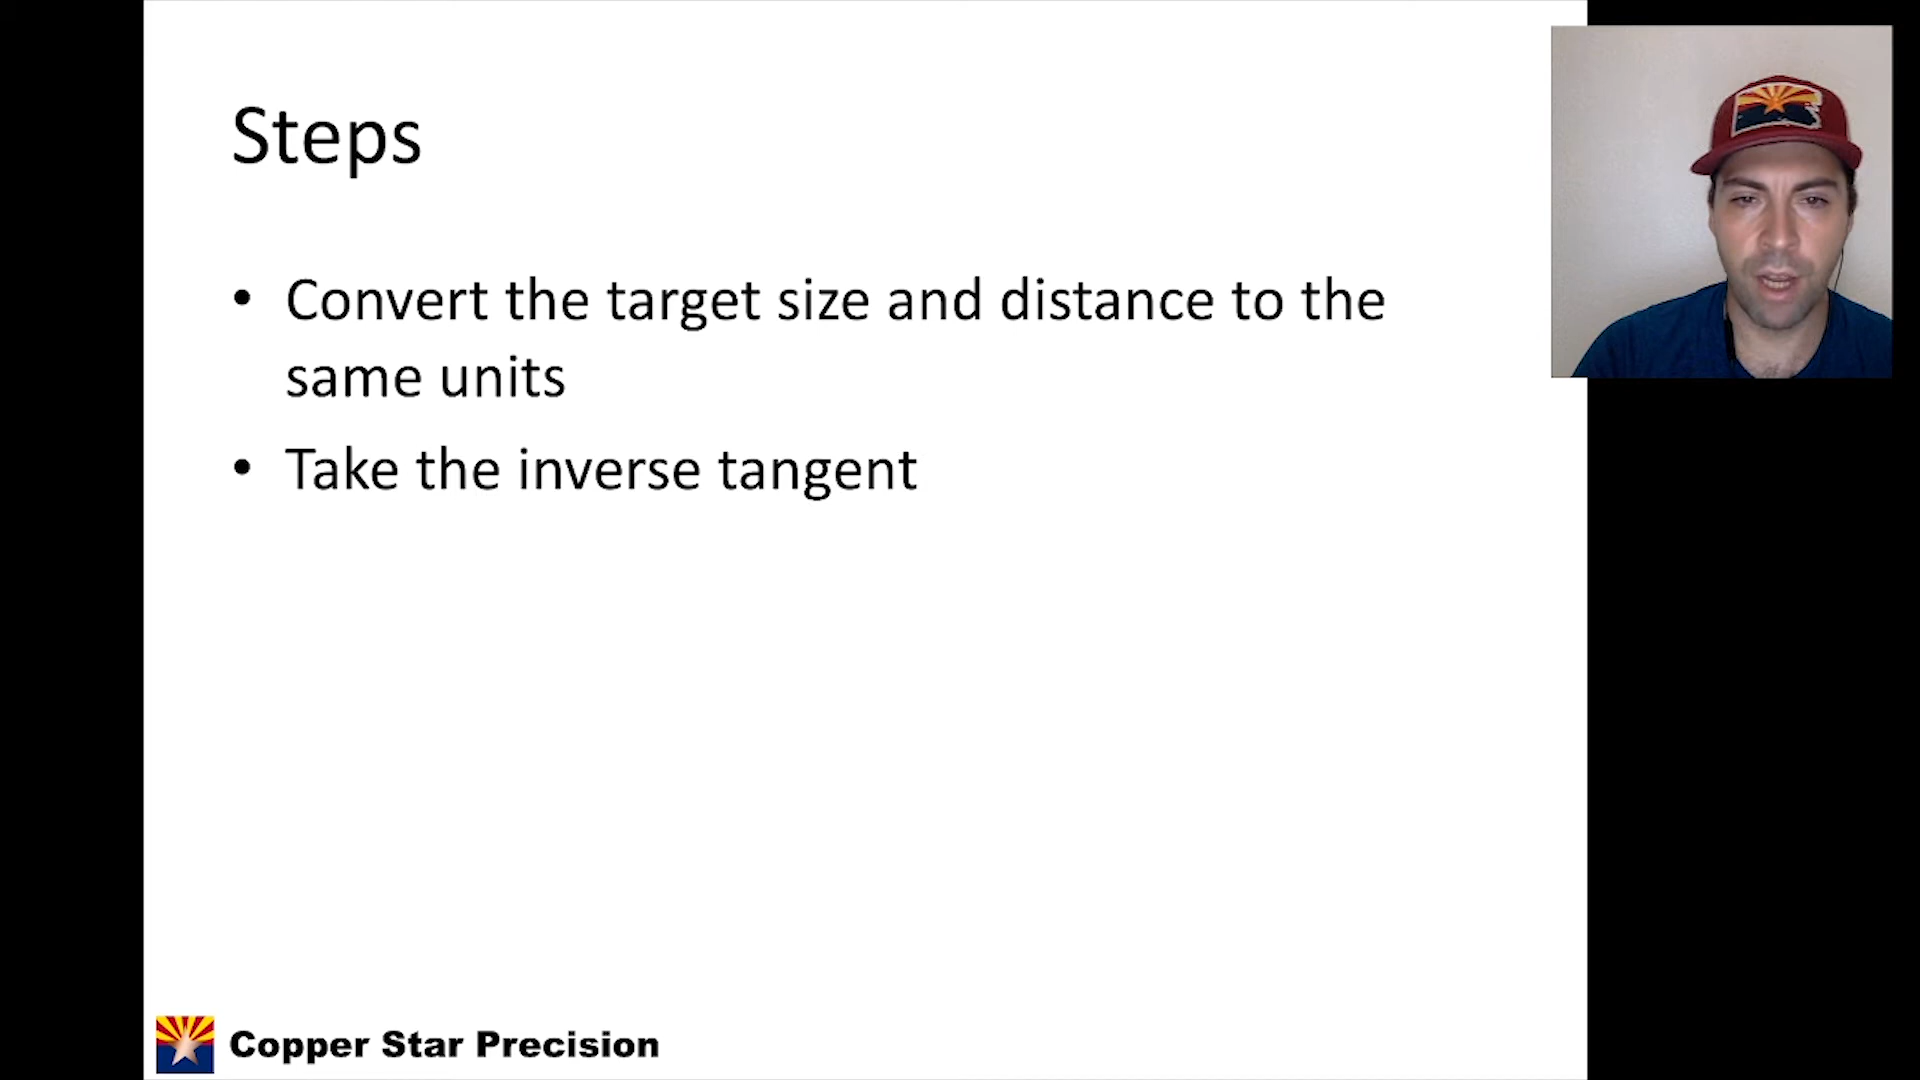 Steps
• Convert the target size and distance to the
same units
• Take the inverse tangent
Copper Star Precision